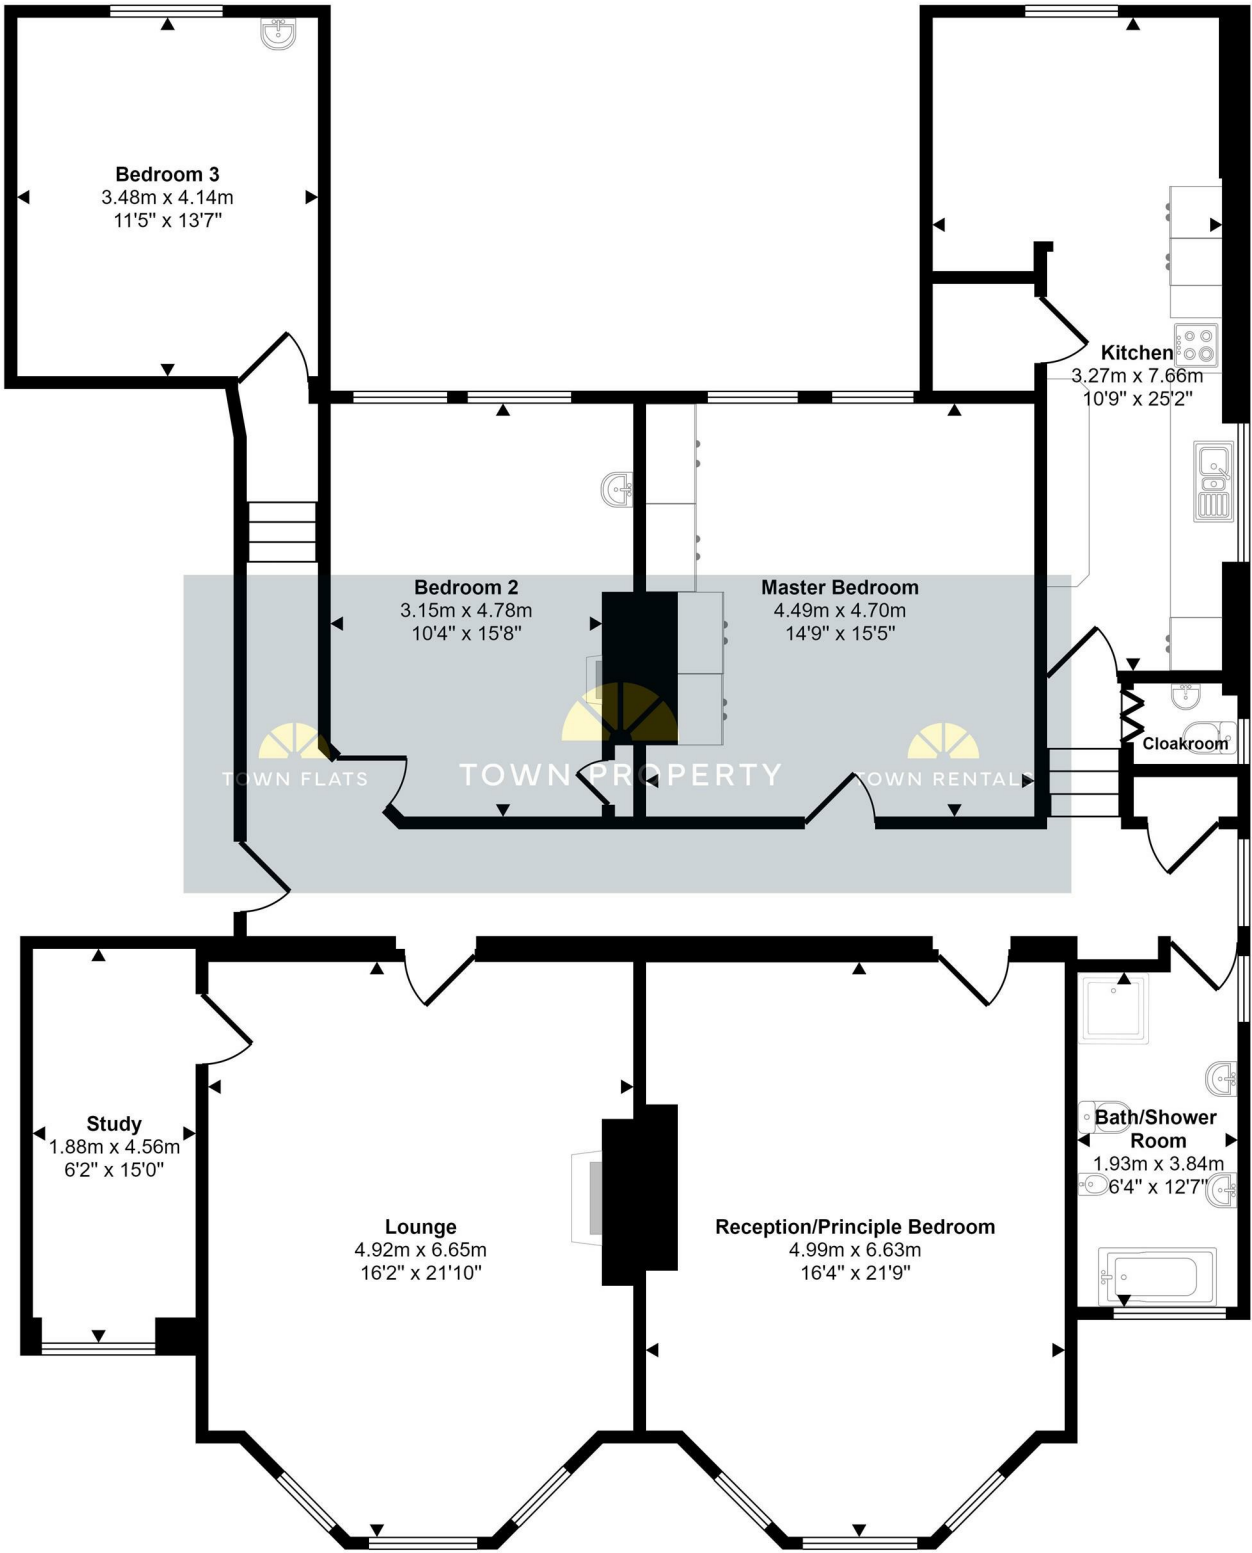 Bedroom 3
3.48m x 4.14m
11'5" x 13'7"
Kitchen
3.27m x 7.66m
10'9" x 25'2"
Bedroom 2
3.15m x 4.78m
10'4" x 15'8"
Master Bedroom
4.49m x 4.70m
14'9" x 15'5"
Cloakroom
TOWN FLATS
TOWN PROPERTY
TOWN RENTALS
Study
1.88m x 4.56m
6'2" x 15'0"
Bath/Shower
Room
1.93m x 3.84m
6'4" x 12'7"
Lounge
4.92m x 6.65m
16'2" x 21'10"
Reception/Principle Bedroom
4.99m x 6.63m
16'4" x 21'9"